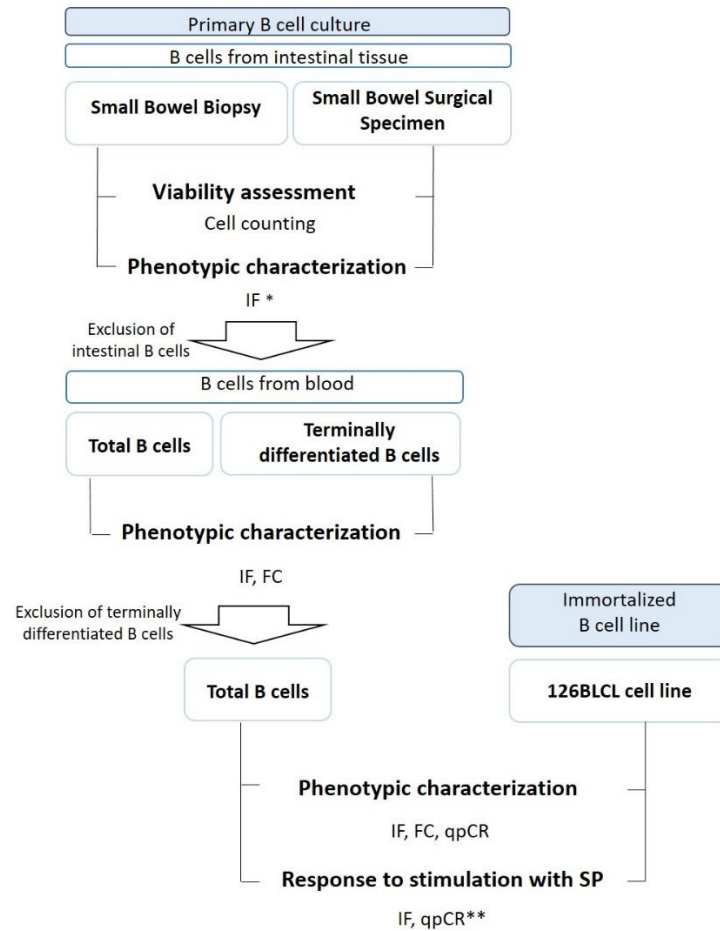 Primary B cell culture
B cells from intestinal tissue
Small Bowel Biopsy
Small Bowel Surgical
Specimen
Viability assessment
Cell counting
Phenotypic characterization
IF *
Exclusion of
intestinal B cells
B cells from blood
Total B cells
Terminally
differentiated B cells
Phenotypic characterization
IF, FC
Exclusion of terminally
differentiated B cells
Immortalized
B cell line
Total B cells
126BLCL cell line
Phenotypic characterization
IF, FC, qpCR
Response to stimulation with SP
IF, qpCR**